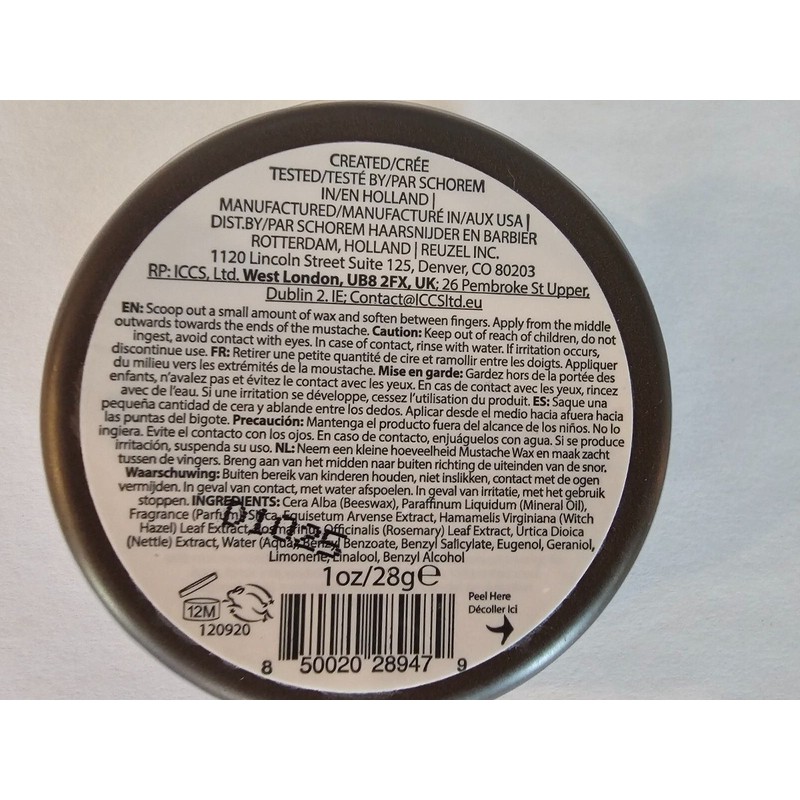 CREATED/CRÉE
TESTED/TESTÉ BY/PAR SCHOREM
IN/EN HOLLAND |
MANUFACTURED/MANUFACTURÉ IN/AUX USA |
DIST.BY/PAR SCHOREM HAARSNIJDER EN BARBIER
ROTTERDAM, HOLLAND | REUZEL INC.
1120 Lincoln Street Suite 125, Denver, CO 80203
RP: ICCS, Ltd. West London, UB8 2FX, UK; 26 Pembroke St Upper,
Dublin 2. IE; Contact@ICCSltd.eu
EN: Scoop out a small amount of wax and soften between fingers. Apply from the middle
outwards towards the ends of the mustache. Caution: Keep out of reach of children, do not
ingest, avoid contact with eyes. In case of contact, rinse with water. If irritation occurs,
discontinue use. FR: Retirer une petite quantité de cire et ramollir entre les doigts. Appliquer
du milieu vers les extrémités de la moustache. Mise en garde: Gardez hors de la portée des
enfants, n'avalez pas et évitez le contact avec les yeux. En cas de contact avec les yeux, rincez
avec de l'eau. Si une irritation se développe, cessez l'utilisation du produit. ES: Saque una
pequeña cantidad de cera y ablande entre los dedos. Aplicar desde el medio hacia afuera hacia
las puntas del bigote. Precaución: Mantenga el producto fuera del alcance de los niños. No lo
ingiera. Evite el contacto con los ojos. En caso de contacto, enjuáguelos con agua. Si se produce
irritación, suspenda su uso. NL: Neem een kleine hoeveelheid Mustache Wax en maak zacht
tussen de vingers. Breng aan van het midden naar buiten richting de uiteinden van de snor.
Waarschuwing: Buiten bereik van kinderen houden, niet inslikken, contact met de ogen
vermijden. In geval van contact, met water afspoelen. In geval van irritatie, met het gebruik
stoppen. INGREDIENTS: Cera Alba (Beeswax), Paraffinum Liquidum (Mineral Oil),
Fragrance (Parfum), Silica, Equisetum Arvense Extract, Hamamelis Virginiana (Witch
Hazel) Leaf Extract, Rosmarinus Officinalis (Rosemary) Leaf Extract, Urtica Dioica
(Nettle) Extract, Water (Aqua), Benzyl Benzoate, Benzyl Salicylate, Eugenol, Geraniol,
Limonene, Linalool, Benzyl Alcohol
01025
1oz/28g℮
12M
120920
Peel Here
Décoller Ici
8 50020 28947 9